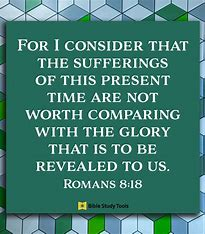 For I consider that
the sufferings
of this present
time are not
worth comparing
with the glory
that is to be
revealed to us.
Romans 8:18
Bible Study Tools